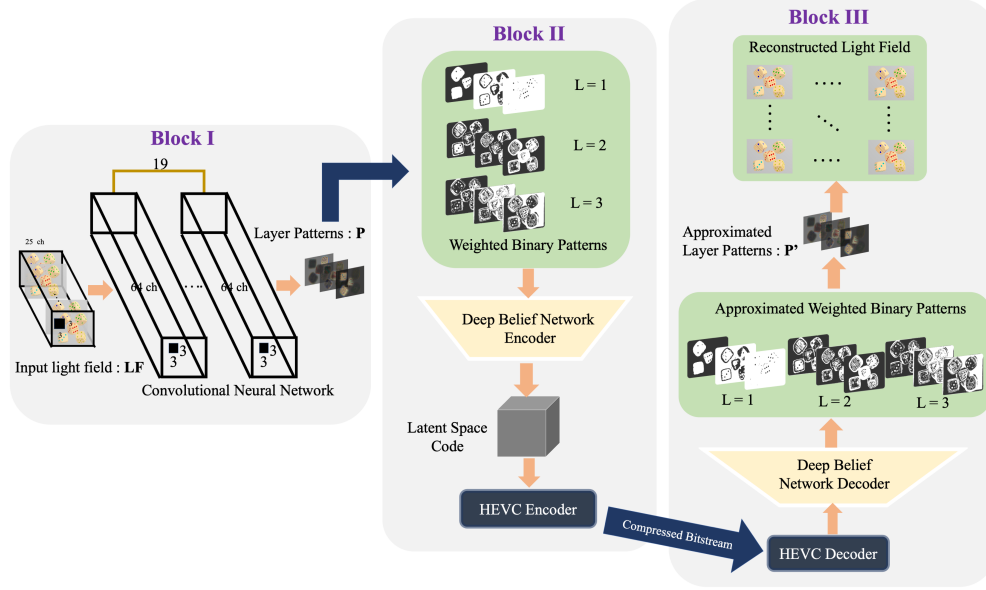 Block I
19
25 ch
64 ch
64 ch
3
3
3
3
3
3
Input light field : LF
Convolutional Neural Network
Layer Patterns : P
Block II
L = 1
L = 2
L = 3
Weighted Binary Patterns
Deep Belief Network
Encoder
Latent Space
Code
HEVC Encoder
Compressed Bitstream
Block III
Reconstructed Light Field
Approximated
Layer Patterns : P’
Approximated Weighted Binary Patterns
L = 1
L = 2
L = 3
Deep Belief
Network Decoder
HEVC Decoder